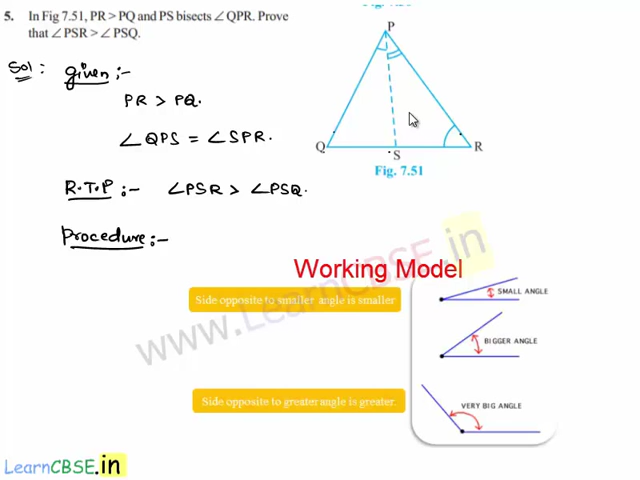 5. In Fig 7.51, PR > PQ and PS bisects ∠ QPR. Prove
that ∠ PSR > ∠ PSQ.
Sol :
Given :-
PR > PQ.
∠ QPS = ∠ SPR.
R.T.P :- ∠PSR > ∠PSQ.
Procedure :-
P
Q
S
R
Fig. 7.51
Working Model
Side opposite to smaller angle is smaller
SMALL ANGLE
BIGGER ANGLE
Side opposite to greater angle is greater.
VERY BIG ANGLE
www.LearnCBSE.in
LearnCBSE.in